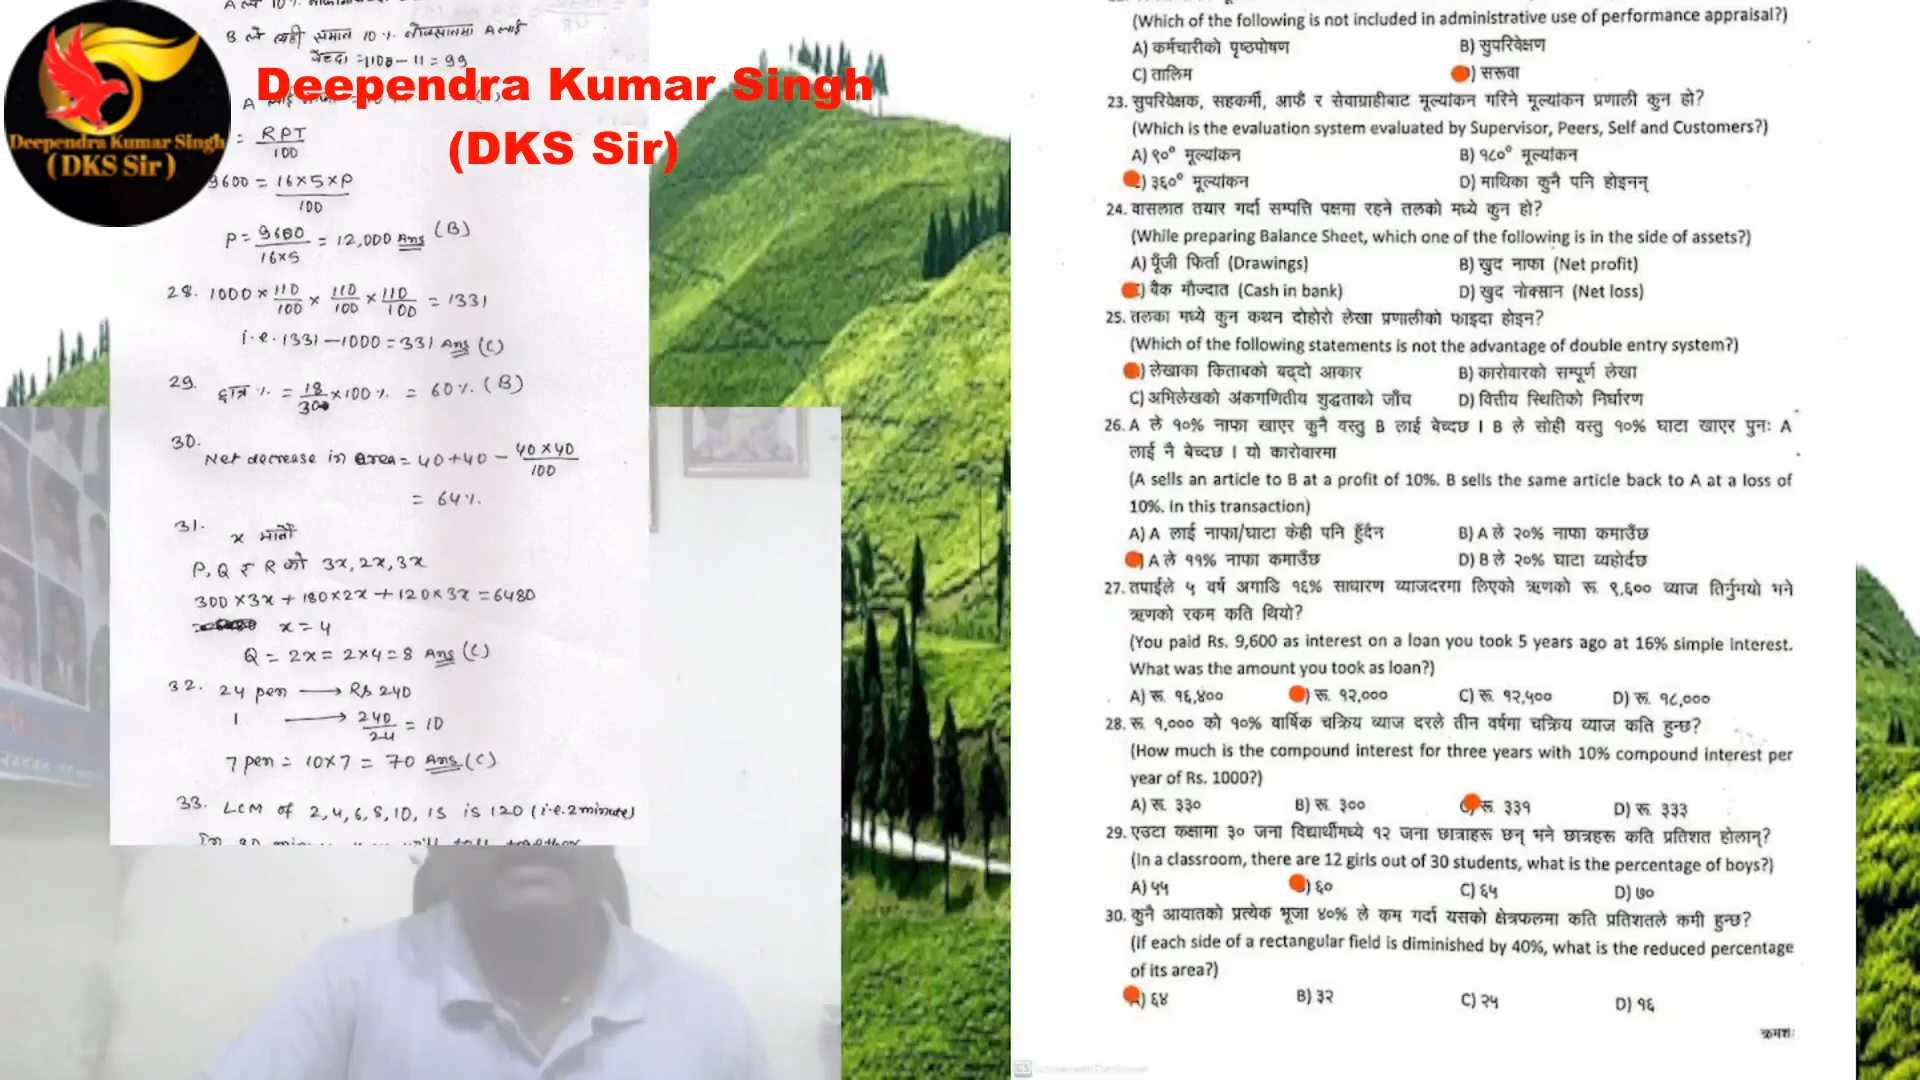 Deependra Kumar Singh
(DKS Sir)
Deependra Kumar Singh
(DKS Sir)
B ले त्यही समान 10% नोक्सानमा A लाई
बेच्दा = 110 - 11 = 99
= RPT
100
9600 = 16×5×P
100
P = 9600 = 12,000 Ans (B)
16×5
28. 1000 × 110/100 × 110/100 × 110/100 = 1331
i.e. 1331 - 1000 = 331 Ans (C)
29. छात्र % = 18/30 × 100% = 60%. (B)
30. Net decrease in area = 40+40 - 40×40/100
= 64%.
31. x मानौं
P, Q र R को 3x, 2x, 3x
300×3x + 180×2x + 120×3x = 6480
x = 4
Q = 2x = 2×4 = 8 Ans (C)
32. 24 pen → Rs 240
1 → 240/24 = 10
7 pen = 10×7 = 70 Ans (C)
33. LCM of 2, 4, 6, 8, 10, 15 is 120 (i.e. 2 minute)
(Which of the following is not included in administrative use of performance appraisal?)
A) कर्मचारीको पृष्ठपोषण B) सुपरिवेक्षण
C) तालिम ) सरूवा
23. सुपरिवेक्षक, सहकर्मी, आफै र सेवाग्राहीबाट मूल्यांकन गरिने मूल्यांकन प्रणाली कुन हो?
(Which is the evaluation system evaluated by Supervisor, Peers, Self and Customers?)
A) ९०° मूल्यांकन B) १८०° मूल्यांकन
) ३६०° मूल्यांकन D) माथिका कुनै पनि होइनन्
24. वासलात तयार गर्दा सम्पत्ति पक्षमा रहने तलको मध्ये कुन हो?
(While preparing Balance Sheet, which one of the following is in the side of assets?)
A) पूँजी फिर्ता (Drawings) B) खुद नाफा (Net profit)
) बैंक मौज्दात (Cash in bank) D) खुद नोक्सान (Net loss)
25. तलका मध्ये कुन कथन दोहोरो लेखा प्रणालीको फाइदा होइन?
(Which of the following statements is not the advantage of double entry system?)
) लेखाका किताबको बढ्दो आकार B) कारोवारको सम्पूर्ण लेखा
C) अभिलेखको अंकगणितीय शुद्धताको जाँच D) वित्तीय स्थितिको निर्धारण
26. A ले १०% नाफा खाएर कुनै वस्तु B लाई बेच्दछ । B ले सोही वस्तु १०% घाटा खाएर पुनः A
लाई नै बेच्दछ । यो कारोवारमा
(A sells an article to B at a profit of 10%. B sells the same article back to A at a loss of
10%. In this transaction)
A) A लाई नाफा/घाटा केही पनि हुँदैन B) A ले २०% नाफा कमाउँछ
) A ले ११% नाफा कमाउँछ D) B ले २०% घाटा व्यहोर्दछ
27. तपाईले ५ वर्ष अगाडि १६% साधारण व्याजदरमा लिएको ऋणको रू ९,६०० व्याज तिर्नुभयो भने
ऋणको रकम कति थियो?
(You paid Rs. 9,600 as interest on a loan you took 5 years ago at 16% simple interest.
What was the amount you took as loan?)
A) रू. १६,४०० ) रू. १२,००० C) रू. १२,५०० D) रू. १८,०००
28. रू १,००० को १०% वार्षिक चक्रिय व्याज दरले तीन वर्षमा चक्रिय व्याज कति हुन्छ?
(How much is the compound interest for three years with 10% compound interest per
year of Rs. 1000?)
A) रू. ३३० B) रू. ३०० C) रू. ३३१ D) रू. ३३३
29. एउटा कक्षामा ३० जना विद्यार्थीमध्ये १२ जना छात्राहरू छन् भने छात्रहरू कति प्रतिशत होलान्?
(In a classroom, there are 12 girls out of 30 students, what is the percentage of boys?)
A) ५५ ) ६० C) ६५ D) ७०
30. कुनै आयातको प्रत्येक भूजा ४०% ले कम गर्दा यसको क्षेत्रफलमा कति प्रतिशतले कमी हुन्छ?
(If each side of a rectangular field is diminished by 40%, what is the reduced percentage
of its area?)
) ६४ B) ३२ C) २५ D) १६
क्रमशः